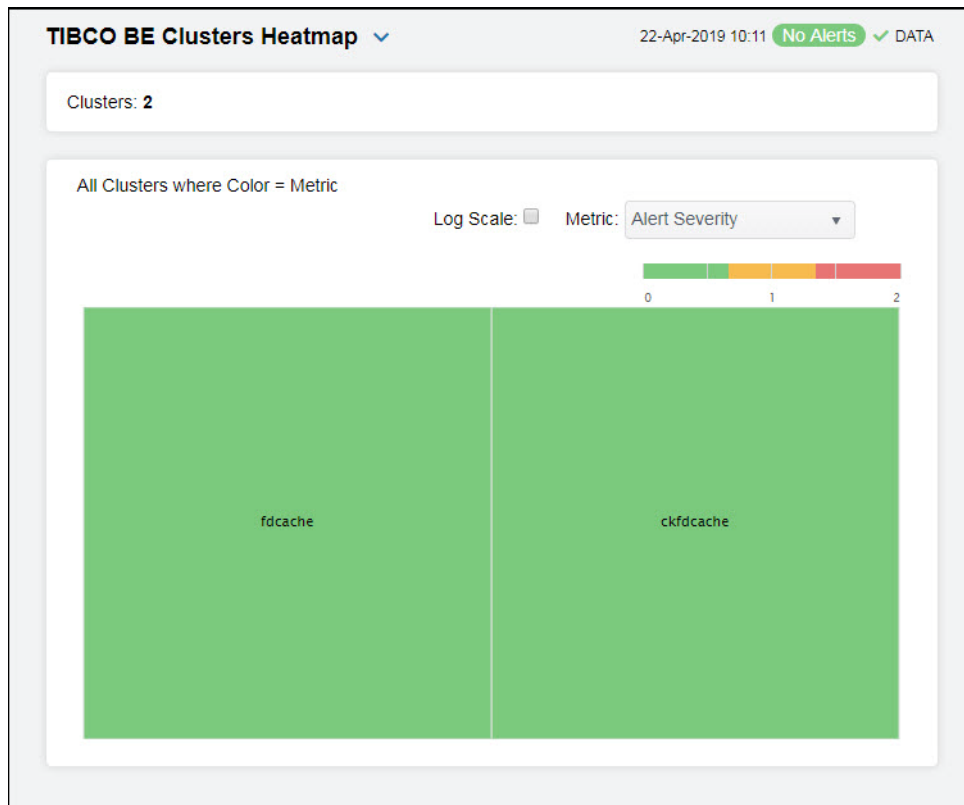 TIBCO BE Clusters Heatmap
22-Apr-2019 10:11 No Alerts DATA
Clusters: 2
All Clusters where Color = Metric
Log Scale: Metric: Alert Severity
0 1 2
fdcache ckfdcache